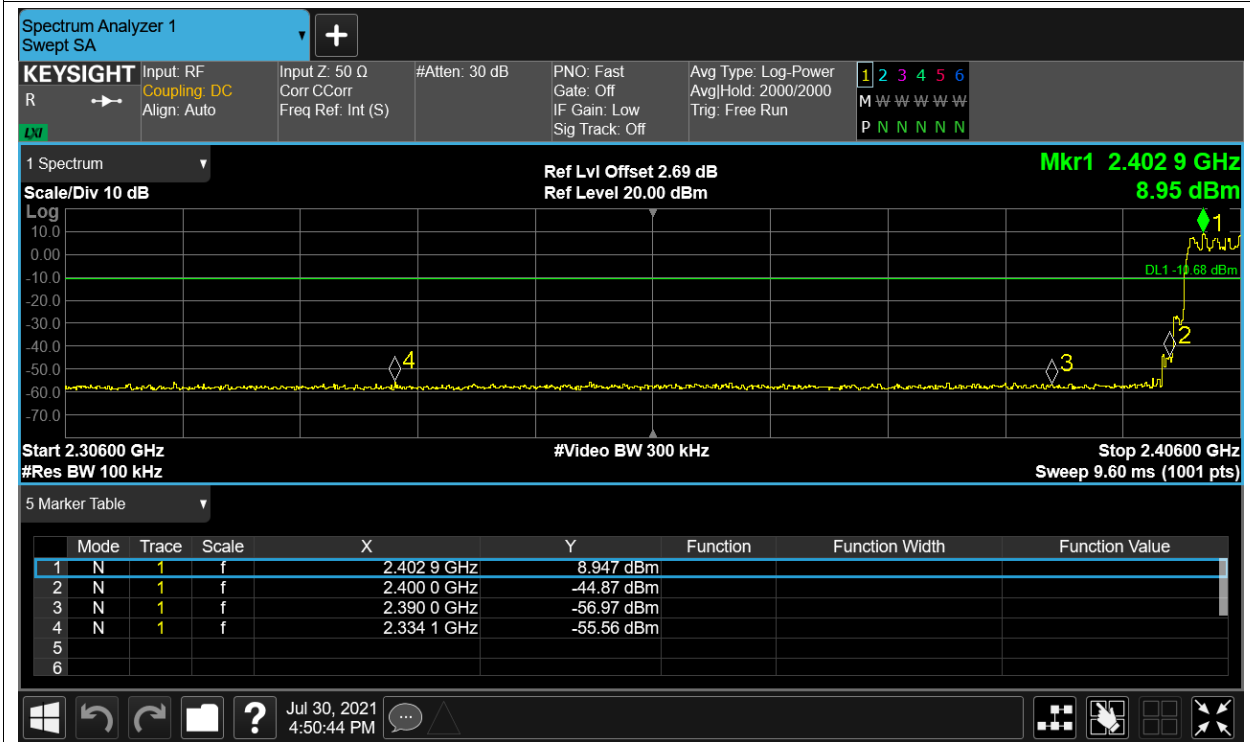 Spectrum Analyzer 1
Swept SA
+
KEYSIGHT Input: RF Input Z: 50 Ω #Atten: 30 dB PNO: Fast Avg Type: Log-Power 1 2 3 4 5 6
R Coupling: DC Corr CCorr Gate: Off Avg|Hold: 2000/2000 M W W W W W
Align: Auto Freq Ref: Int (S) IF Gain: Low Trig: Free Run
LXI Sig Track: Off P N N N N N
1 Spectrum Ref Lvl Offset 2.69 dB Mkr1 2.402 9 GHz
Scale/Div 10 dB Ref Level 20.00 dBm 8.95 dBm
Log
1
10.0
0.00
-10.0 DL1 -10.68 dBm
-20.0
-30.0
2
-40.0
4 3
-50.0
-60.0
-70.0
Start 2.30600 GHz #Video BW 300 kHz Stop 2.40600 GHz
#Res BW 100 kHz Sweep 9.60 ms (1001 pts)
5 Marker Table
Mode Trace Scale X Y Function Function Width Function Value
1 N 1 f 2.402 9 GHz 8.947 dBm
2 N 1 f 2.400 0 GHz -44.87 dBm
3 N 1 f 2.390 0 GHz -56.97 dBm
4 N 1 f 2.334 1 GHz -55.56 dBm
5
6
? Jul 30, 2021
4:50:44 PM